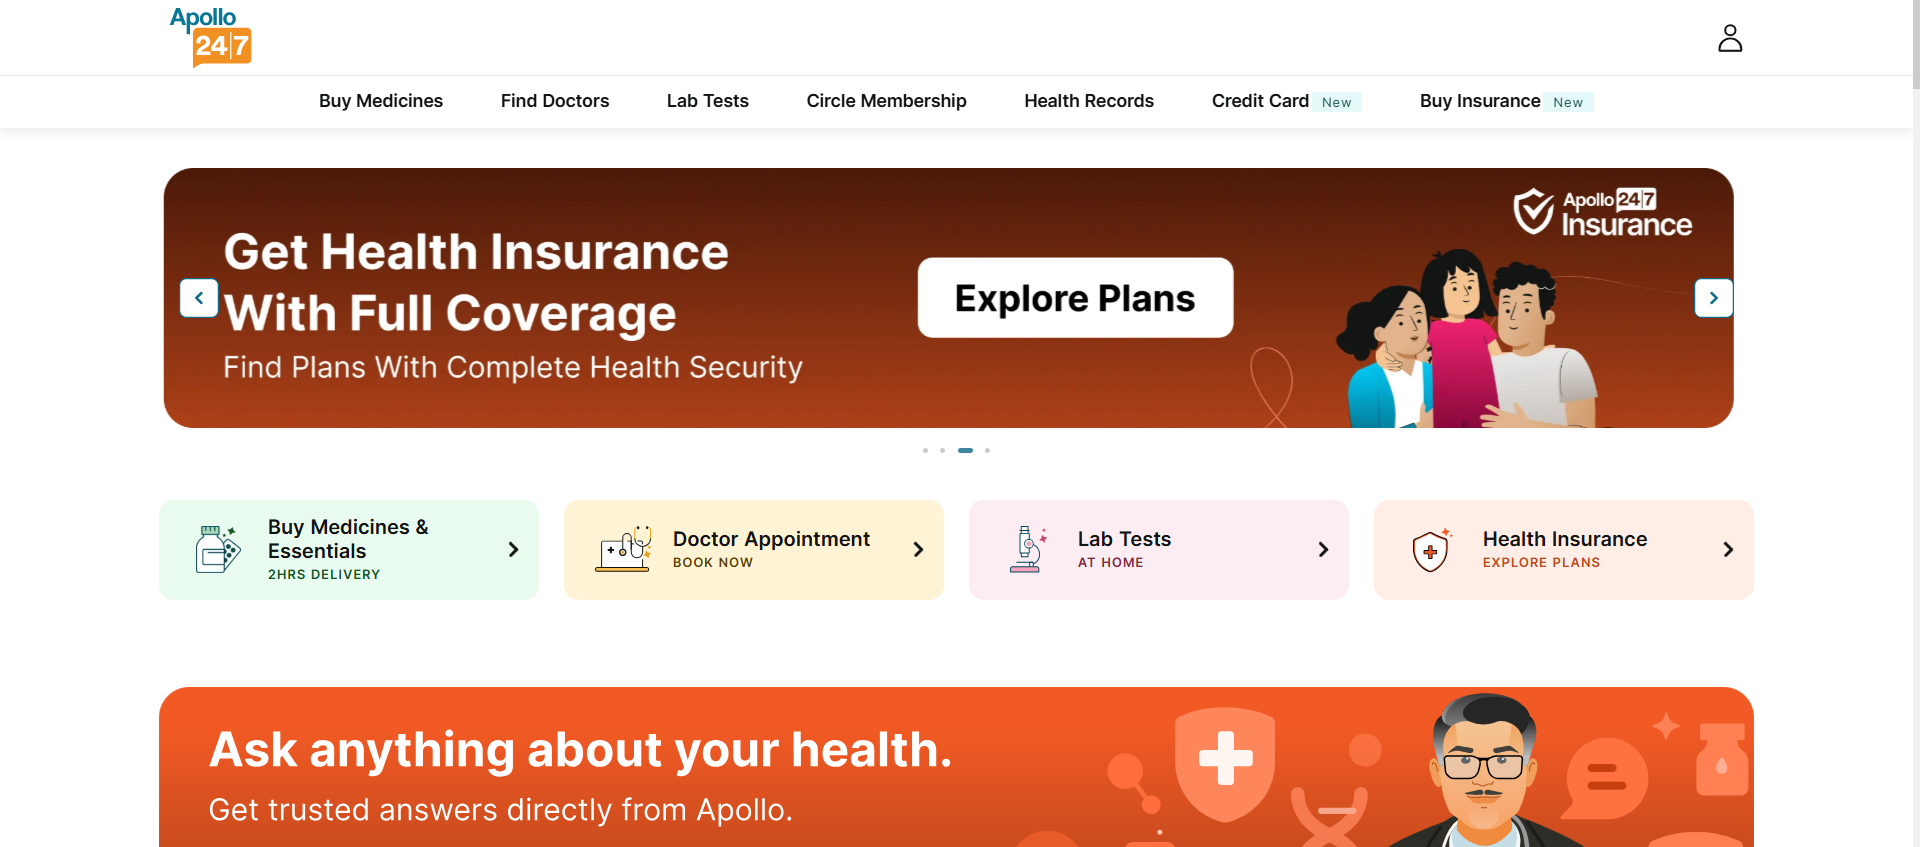 Apollo
24|7
Buy Medicines
Find Doctors
Lab Tests
Circle Membership
Health Records
Credit Card New
Buy Insurance New
Get Health Insurance
With Full Coverage
Find Plans With Complete Health Security
Explore Plans
Apollo 24|7
Insurance
Buy Medicines &
Essentials
2HRS DELIVERY
Doctor Appointment
BOOK NOW
Lab Tests
AT HOME
Health Insurance
EXPLORE PLANS
Ask anything about your health.
Get trusted answers directly from Apollo.